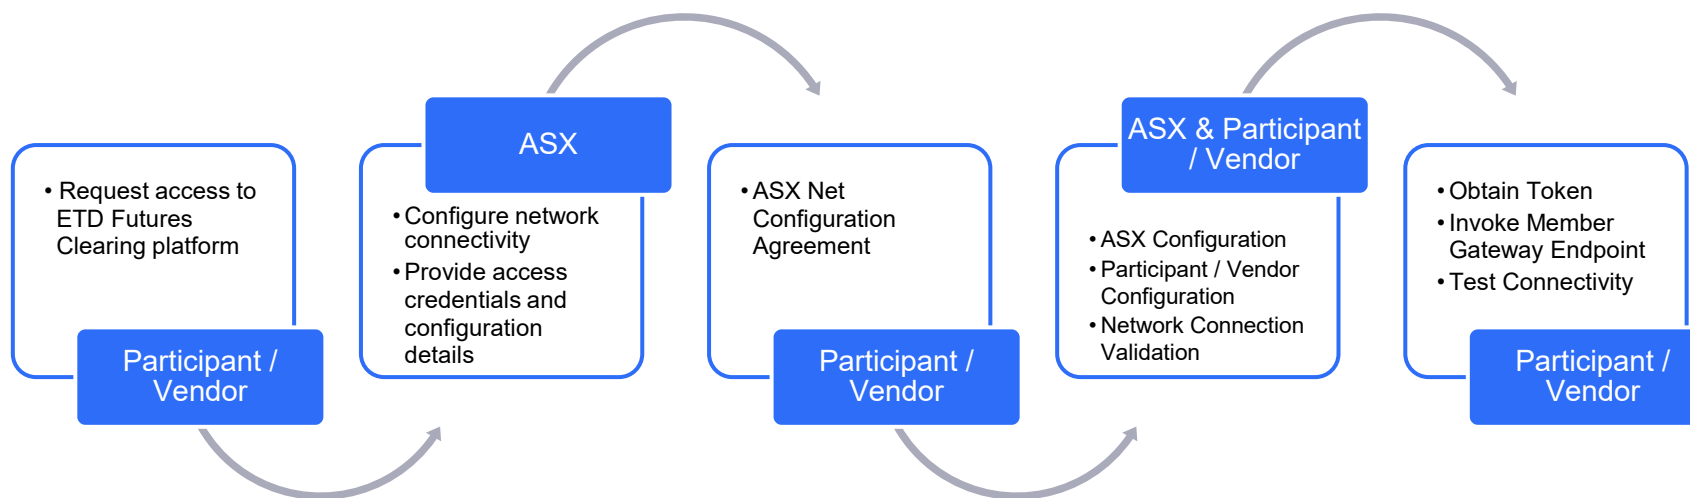 • Request access to
ETD Futures
Clearing platform
Participant /
Vendor
ASX
• Configure network
connectivity
• Provide access
credentials and
configuration
details
• ASX Net
Configuration
Agreement
Participant /
Vendor
ASX & Participant
/ Vendor
• ASX Configuration
• Participant / Vendor
Configuration
• Network Connection
Validation
• Obtain Token
• Invoke Member
Gateway Endpoint
• Test Connectivity
Participant /
Vendor